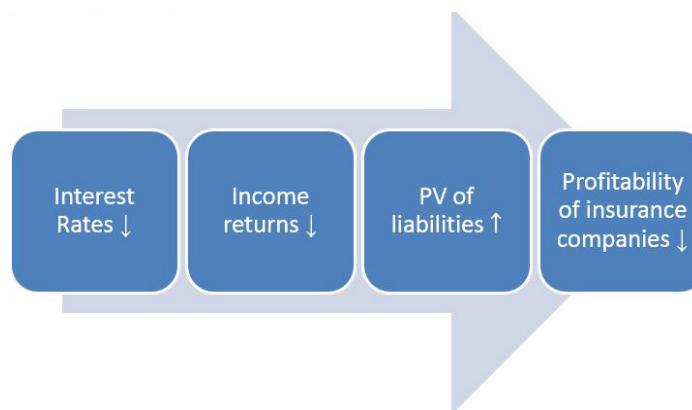 Interest
Rates ↓
Income
returns ↓
PV of
liabilities ↑
Profitability
of insurance
companies ↓